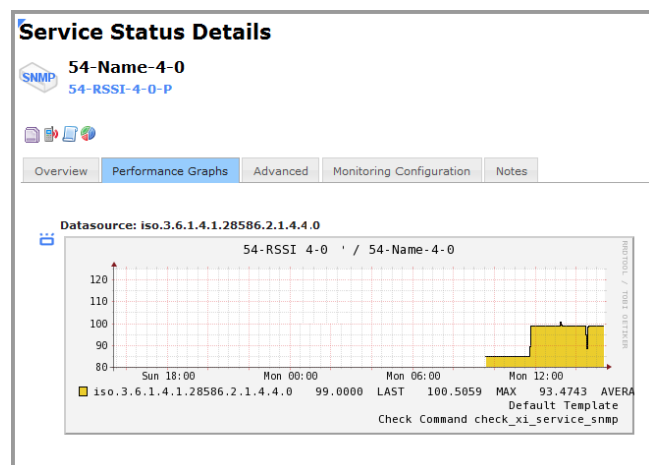 Service Status Details
SNMP
54-Name-4-0
54-RSSI-4-0-P
Overview Performance Graphs Advanced Monitoring Configuration Notes
Datasource: iso.3.6.1.4.1.28586.2.1.4.4.0
54-RSSI 4-0 ' / 54-Name-4-0
RRDTOOL / TOBI OETIKER
120
110
100
90
80
Sun 18:00 Mon 00:00 Mon 06:00 Mon 12:00
iso.3.6.1.4.1.28586.2.1.4.4.0 99.0000 LAST 100.5059 MAX 93.4743 AVERA
Default Template
Check Command check_xi_service_snmp